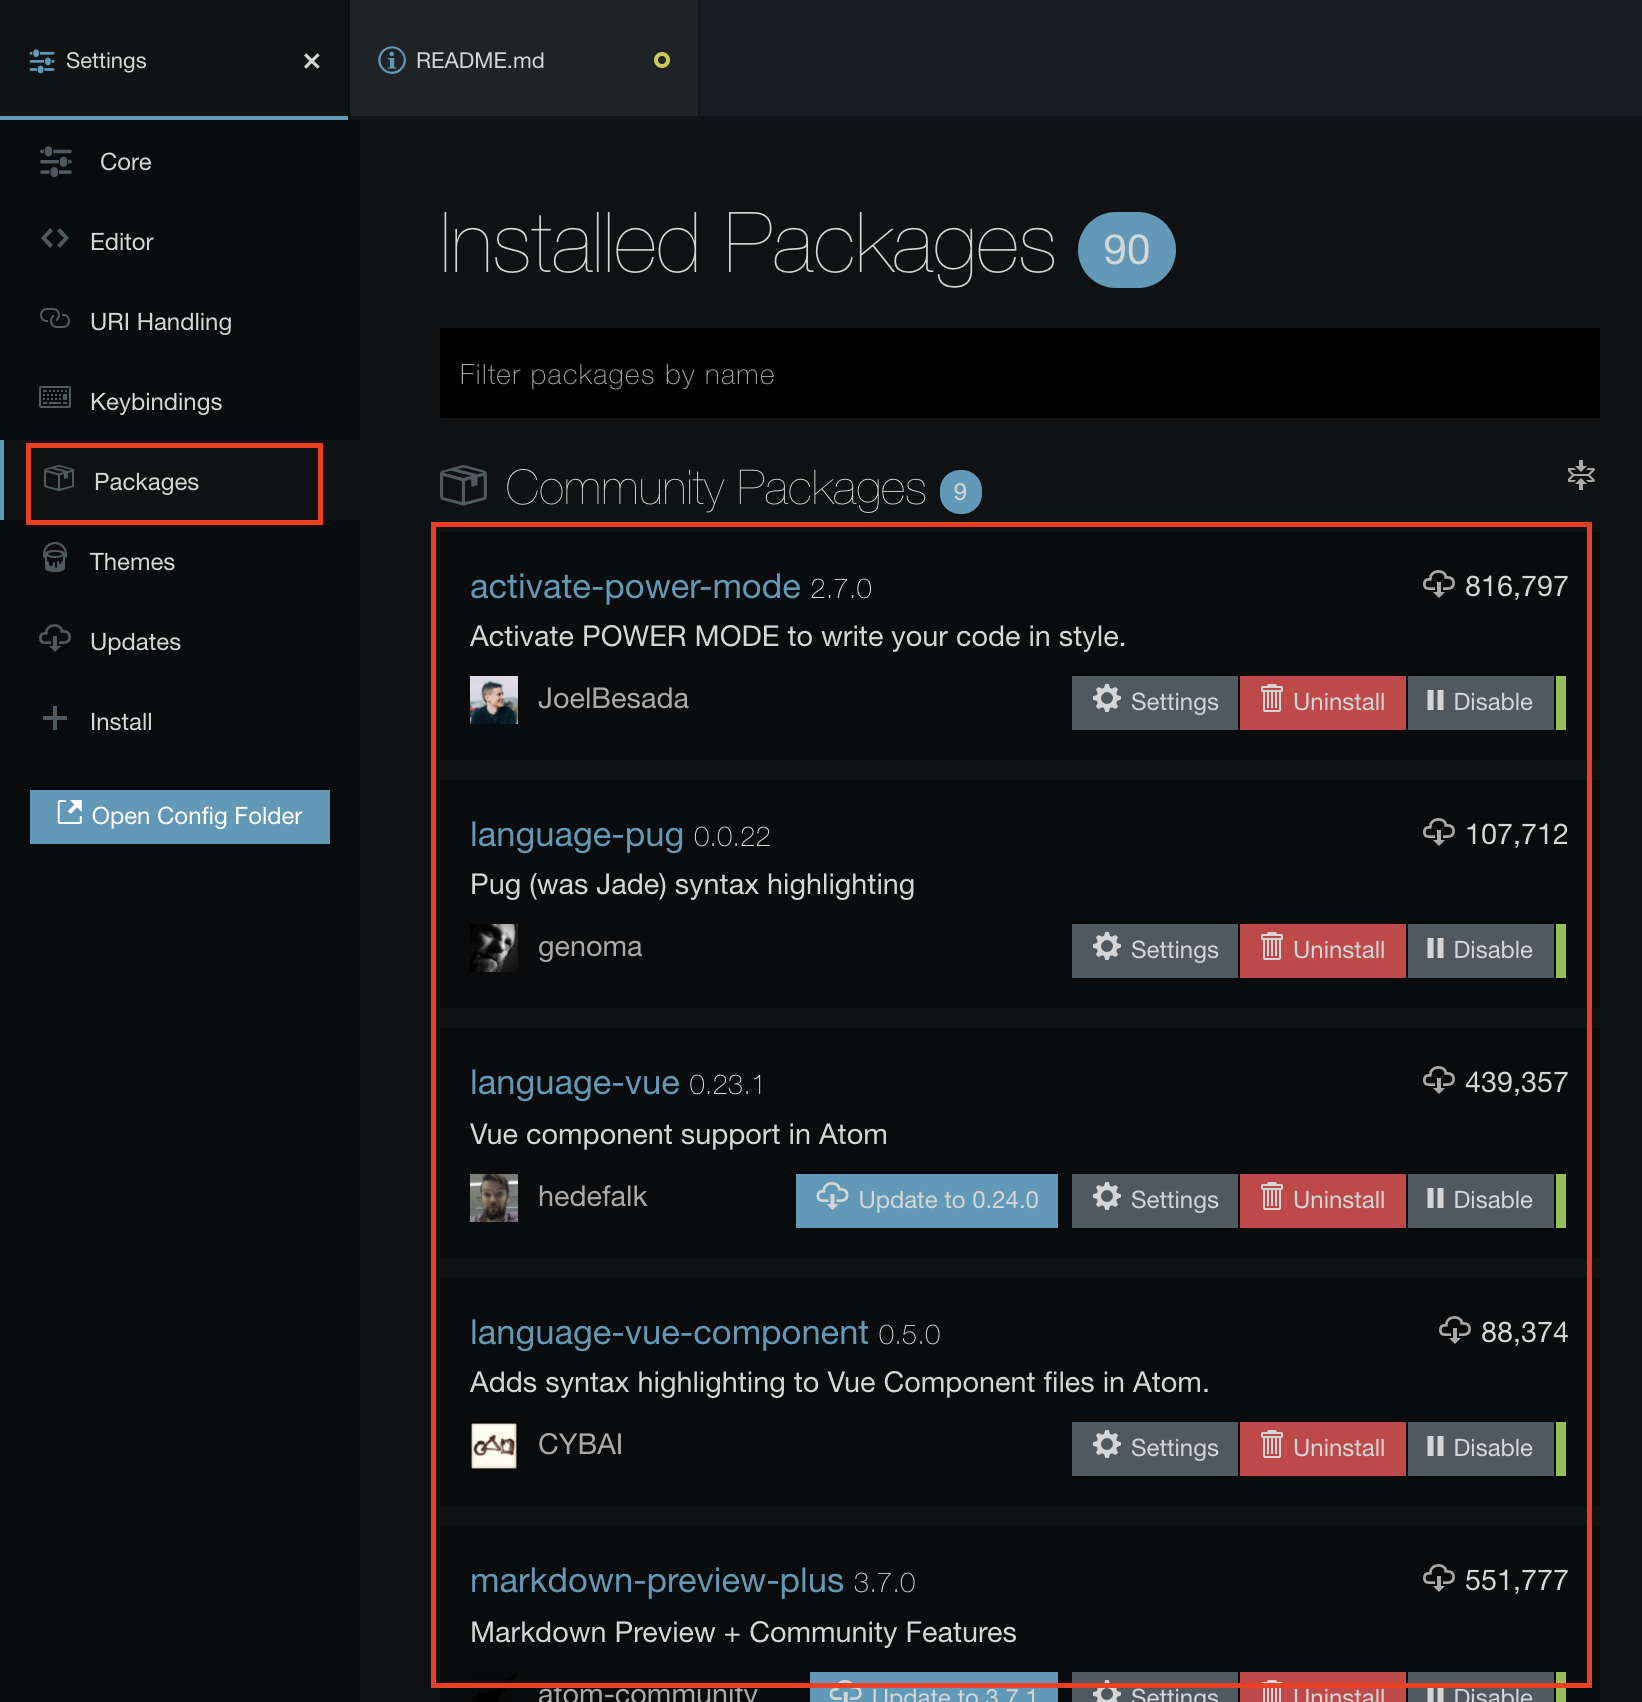 Settings
README.md
Core
Editor
URI Handling
Keybindings
Packages
Themes
Updates
Install
Open Config Folder
Installed Packages 90
Filter packages by name
Community Packages 9
activate-power-mode 2.7.0 816,797
Activate POWER MODE to write your code in style.
JoelBesada Settings Uninstall Disable
language-pug 0.0.22 107,712
Pug (was Jade) syntax highlighting
genoma Settings Uninstall Disable
language-vue 0.23.1 439,357
Vue component support in Atom
hedefalk Update to 0.24.0 Settings Uninstall Disable
language-vue-component 0.5.0 88,374
Adds syntax highlighting to Vue Component files in Atom.
CYBAI Settings Uninstall Disable
markdown-preview-plus 3.7.0 551,777
Markdown Preview + Community Features
atom-community Update to 3.7.1 Settings Uninstall Disable